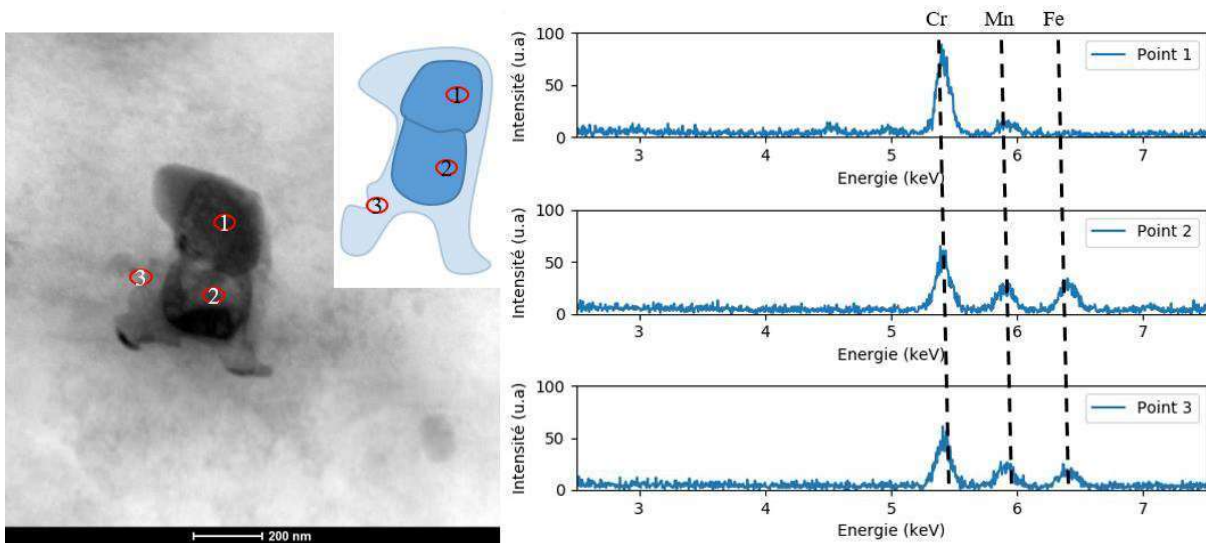 1
2
3
200 nm
1
2
3
Cr Mn Fe
100
50
0
Intensité (u.a)
Point 1
3 4 5 6 7
Energie (keV)
100
50
0
Intensité (u.a)
Point 2
3 4 5 6 7
Energie (keV)
100
50
0
Intensité (u.a)
Point 3
3 4 5 6 7
Energie (keV)